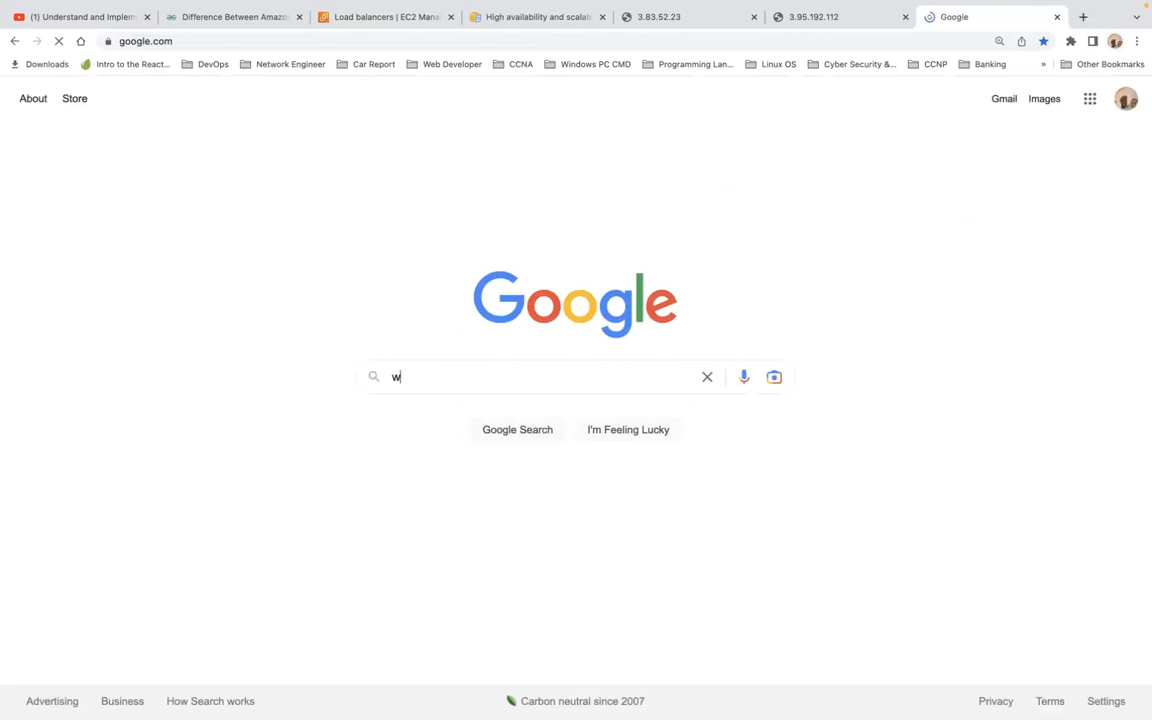 (1) Understand and Implem
Difference Between Amazo
Load balancers | EC2 Mana
High availability and scalab
3.83.52.23
3.95.192.112
Google
google.com
Downloads
Intro to the React...
DevOps
Network Engineer
Car Report
Web Developer
CCNA
Windows PC CMD
Programming Lan...
Linux OS
Cyber Security &...
CCNP
Banking
»
Other Bookmarks
About
Store
Gmail
Images
Google
w
Google Search
I'm Feeling Lucky
Advertising
Business
How Search works
Carbon neutral since 2007
Privacy
Terms
Settings